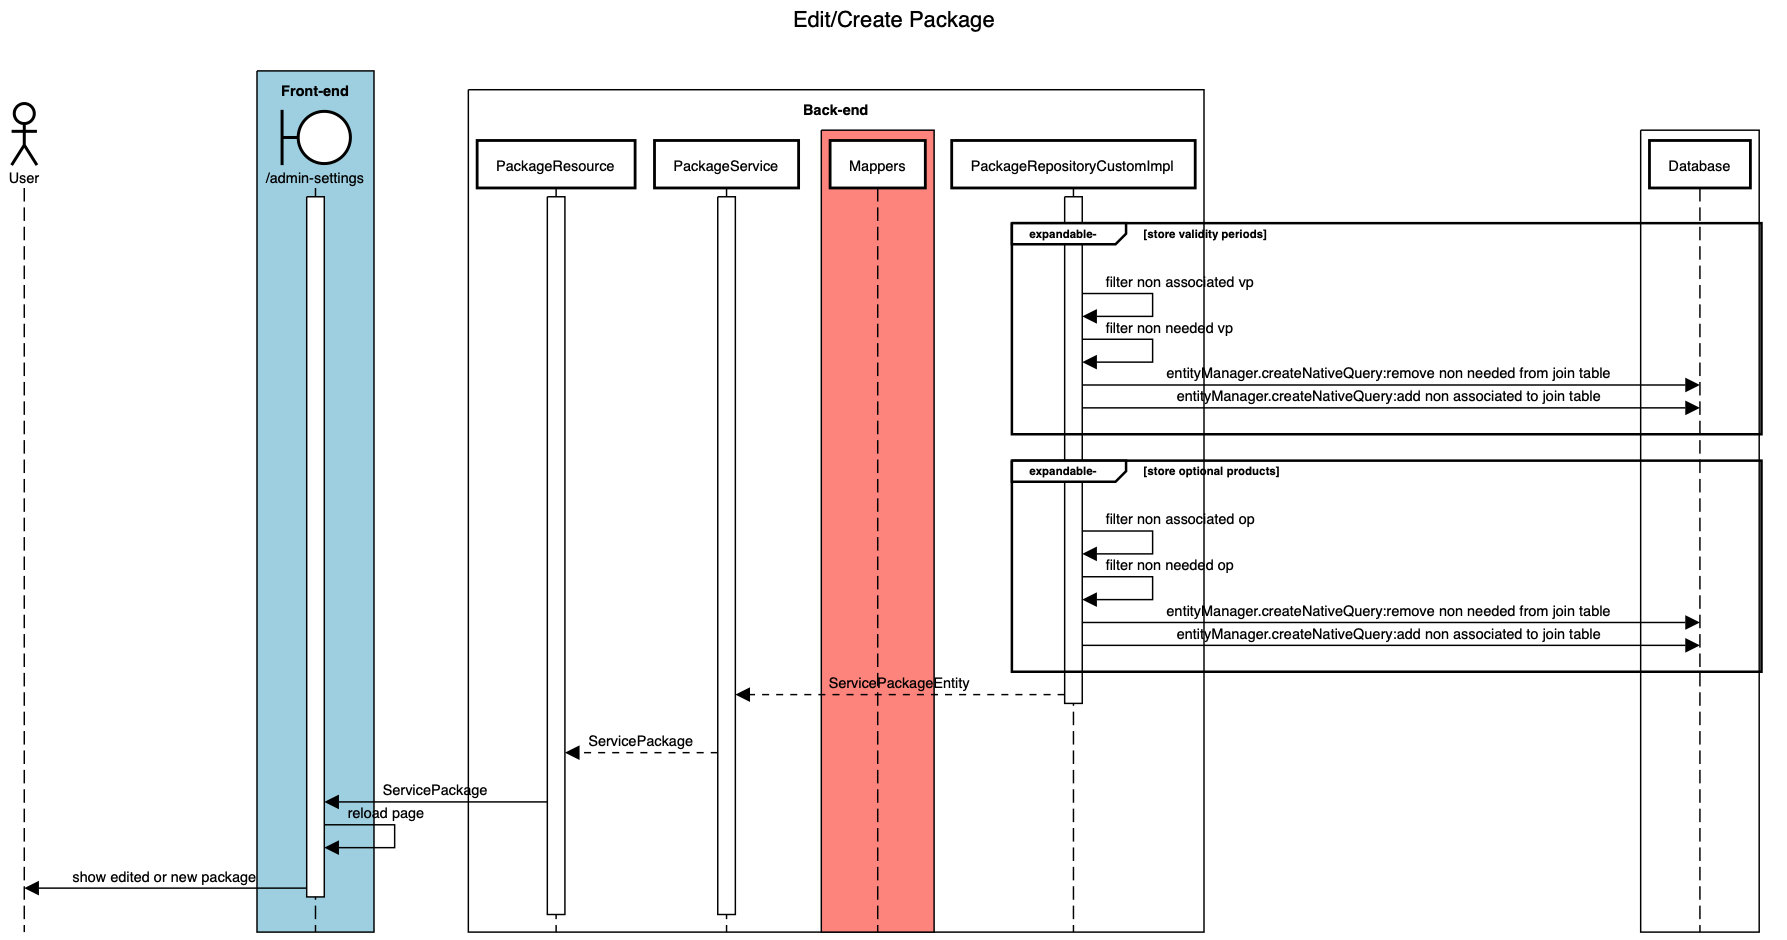 Edit/Create Package
Front-end
Back-end
User
/admin-settings
PackageResource
PackageService
Mappers
PackageRepositoryCustomImpl
Database
expandable- [store validity periods]
filter non associated vp
filter non needed vp
entityManager.createNativeQuery:remove non needed from join table
entityManager.createNativeQuery:add non associated to join table
expandable- [store optional products]
filter non associated op
filter non needed op
entityManager.createNativeQuery:remove non needed from join table
entityManager.createNativeQuery:add non associated to join table
ServicePackageEntity
ServicePackage
ServicePackage
reload page
show edited or new package